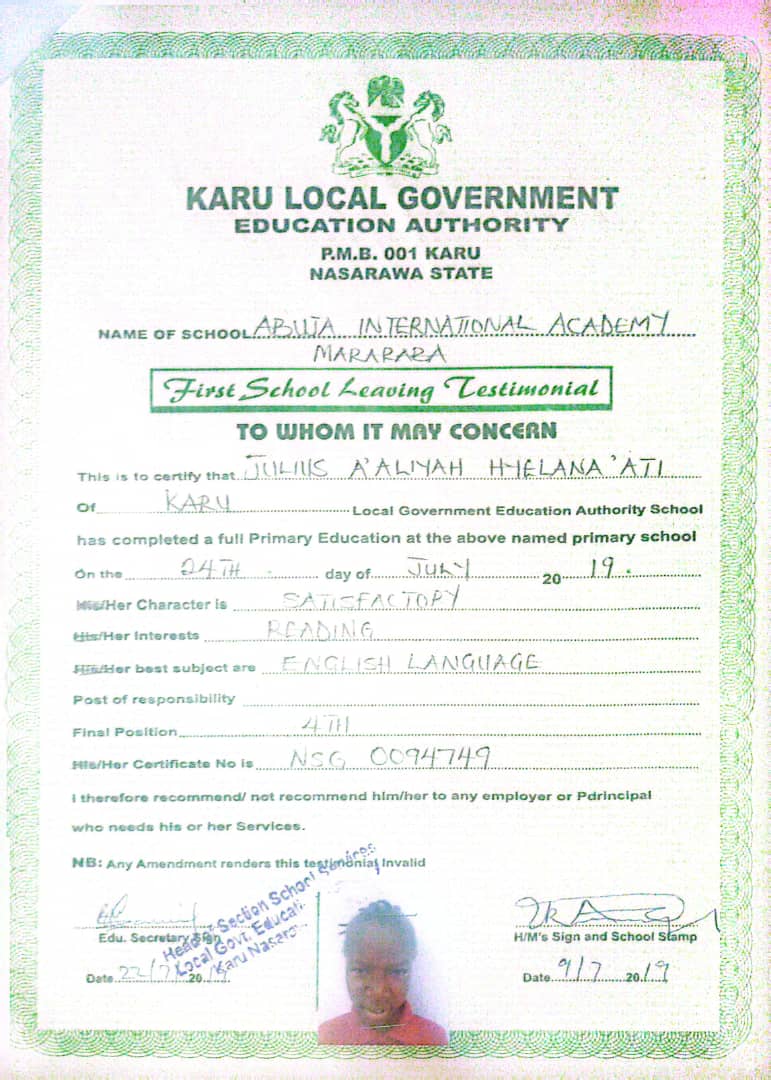 KARU LOCAL GOVERNMENT
EDUCATION AUTHORITY
P.M.B. 001 KARU
NASARAWA STATE
NAME OF SCHOOL ABUJA INTERNATIONAL ACADEMY
MARARABA
First School Leaving Testimonial
TO WHOM IT MAY CONCERN
This is to certify that JULIUS A'ALIYAH HYELANA'ATI
Of KARU Local Government Education Authority School
has completed a full Primary Education at the above named primary school
On the 24TH day of JULY 20 19.
His/Her Character is SATISFACTORY
His/Her Interests READING
His/Her best subject are ENGLISH LANGUAGE
Post of responsibility
Final Position 4TH
His/Her Certificate No is NSG 0094749
I therefore recommend/ not recommend him/her to any employer or Pdrincipal
who needs his or her Services.
NB: Any Amendment renders this testimonial Invalid
Edu. Secretary Sign
Date 22/7 20
Section School Services
Local Govt. Educati
Karu Nasara
H/M's Sign and School Stamp
Date 9/7 2019